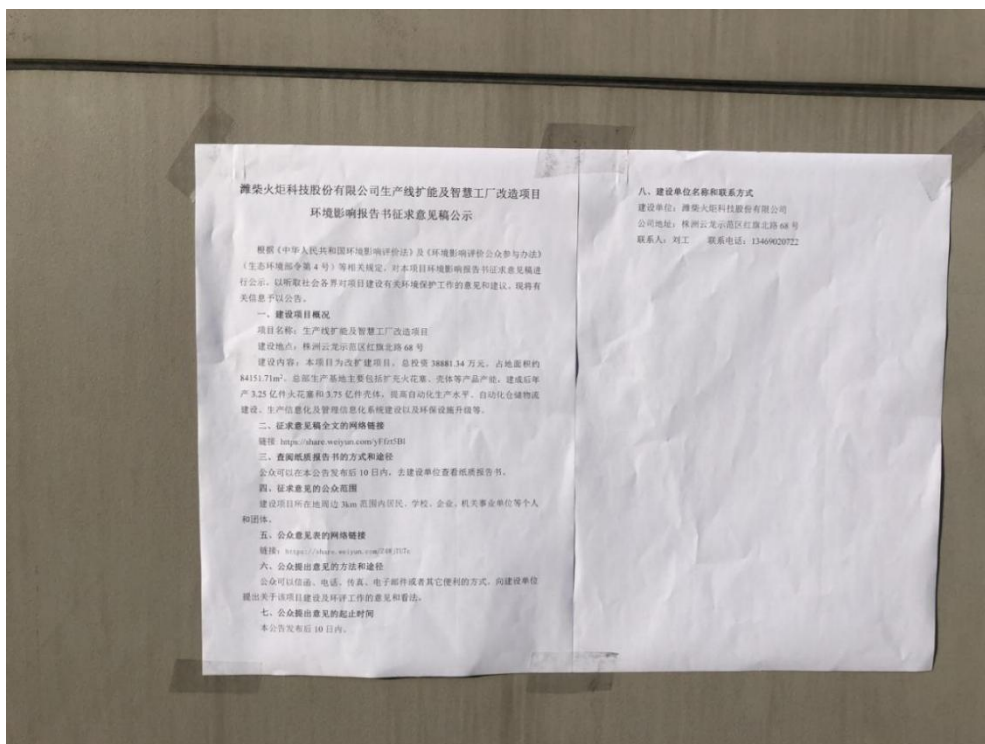 潍柴火炬科技股份有限公司生产线扩能及智慧工厂改造项目
环境影响报告书征求意见稿公示
根据《中华人民共和国环境影响评价法》及《环境影响评价公众参与办法》
（生态环境部令第 4 号）等相关规定，对本项目环境影响报告书征求意见稿进
行公示，以听取社会各界对项目建设有关环境保护工作的意见和建议，现将有
关信息予以公告。
一、建设项目概况
项目名称：生产线扩能及智慧工厂改造项目
建设地点：株洲云龙示范区红旗北路 68 号
建设内容：本项目为改扩建项目，总投资 38881.34 万元，占地面积约
84151.71m²，总部生产基地主要包括扩充火花塞、壳体等产品产能，建成后年
产 3.25 亿件火花塞和 3.75 亿件壳体，提高自动化生产水平、自动化仓储物流
建设、生产信息化及管理信息化系统建设以及环保设施升级等。
二、征求意见稿全文的网络链接
链接 https://share.weiyun.com/
三、查阅纸质报告书的方式和途径
公众可以在本公告发布后 10 日内，去建设单位查看纸质报告书。
四、征求意见的公众范围
建设项目所在地周边 3km 范围内居民、学校、企业、机关事业单位等个人
和团体。
五、公众意见表的网络链接
链接：https://share.weiyun.com/
六、公众提出意见的方法和途径
公众可以信函、电话、传真、电子邮件或者其它便利的方式，向建设单位
提出关于该项目建设及环评工作的意见和看法。
七、公众提出意见的起止时间
本公告发布后 10 日内。
八、建设单位名称和联系方式
建设单位：潍柴火炬科技股份有限公司
公司地址：株洲云龙示范区红旗北路 68 号
联系人：刘工 联系电话：13469020722